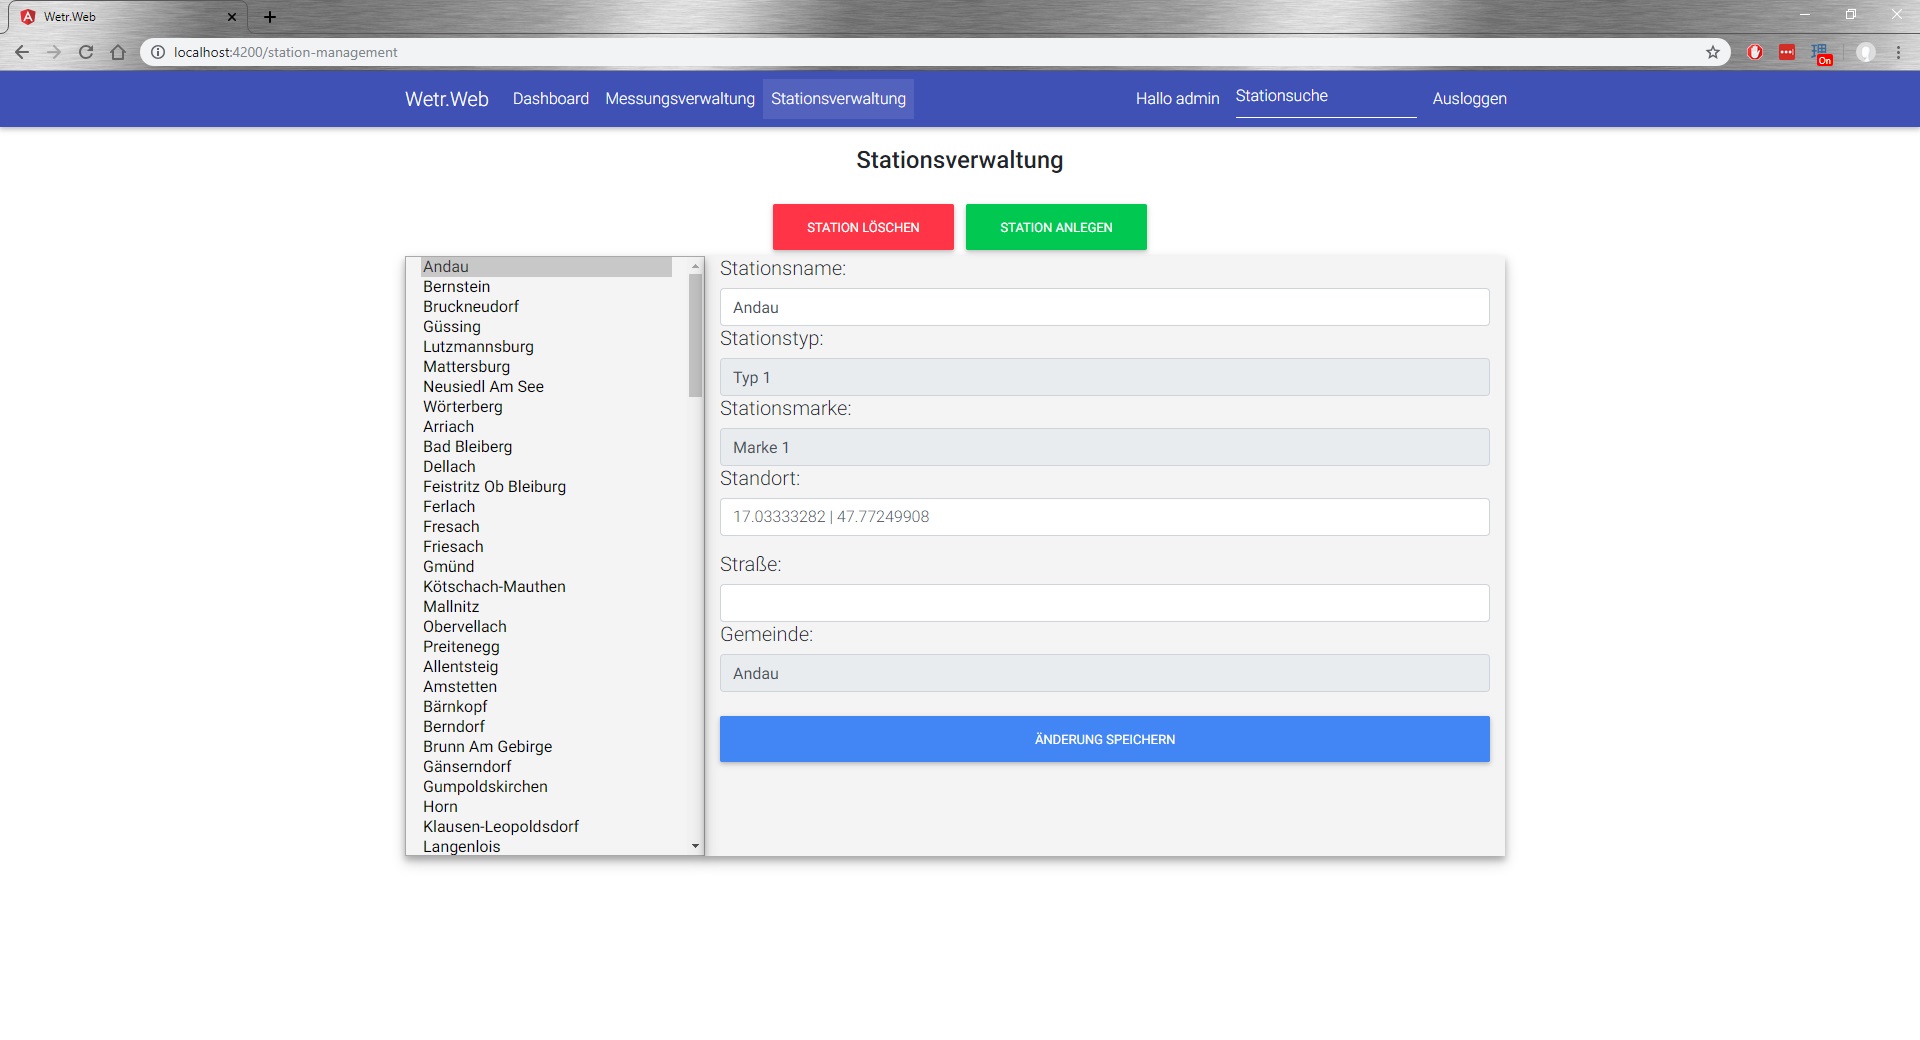 Wetr.Web
localhost:4200/station-management
On
Wetr.Web Dashboard Messungsverwaltung Stationsverwaltung Hallo admin Stationsuche Ausloggen
Stationsverwaltung
STATION LÖSCHEN STATION ANLEGEN
Andau
Bernstein
Bruckneudorf
Güssing
Lutzmannsburg
Mattersburg
Neusiedl Am See
Wörterberg
Arriach
Bad Bleiberg
Dellach
Feistritz Ob Bleiburg
Ferlach
Fresach
Friesach
Gmünd
Kötschach-Mauthen
Mallnitz
Obervellach
Preitenegg
Allentsteig
Amstetten
Bärnkopf
Berndorf
Brunn Am Gebirge
Gänserndorf
Gumpoldskirchen
Horn
Klausen-Leopoldsdorf
Langenlois
Stationsname:
Andau
Stationstyp:
Typ 1
Stationsmarke:
Marke 1
Standort:
17.03333282 | 47.77249908
Straße:
Gemeinde:
Andau
ÄNDERUNG SPEICHERN